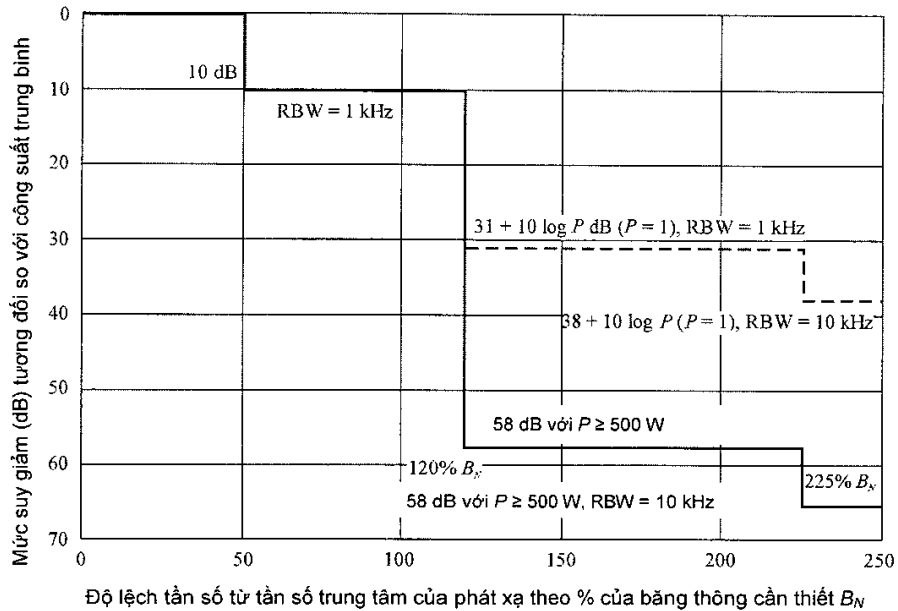 Mức suy giảm (dB) tương đối so với công suất trung bình
0
10
20
30
40
50
60
70
10 dB
RBW = 1 kHz
31 + 10 log P dB (P = 1), RBW = 1 kHz
38 + 10 log P (P = 1), RBW = 10 kHz
58 dB với P ≥ 500 W
120% B_N
225% B_N
58 dB với P ≥ 500 W, RBW = 10 kHz
0
50
100
150
200
250
Độ lệch tần số từ tần số trung tâm của phát xạ theo % của băng thông cần thiết B_N